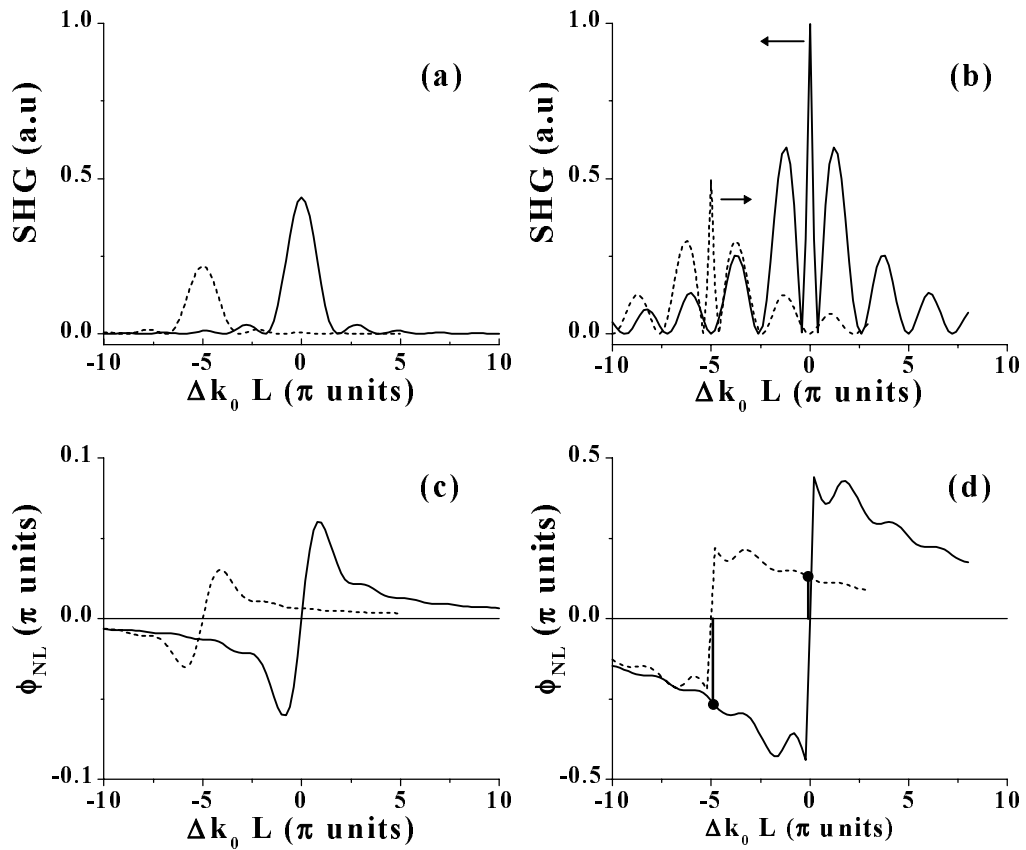 1.0
0.5
0.0
SHG (a.u)
(a)
-10 -5 0 5 10
Δk₀ L (π units)
1.0
0.5
0.0
SHG (a.u)
(b)
-10 -5 0 5 10
Δk₀ L (π units)
0.1
0.0
-0.1
ϕNL (π units)
(c)
-10 -5 0 5 10
Δk₀ L (π units)
0.5
0.0
-0.5
ϕNL (π units)
(d)
-10 -5 0 5 10
Δk₀ L (π units)